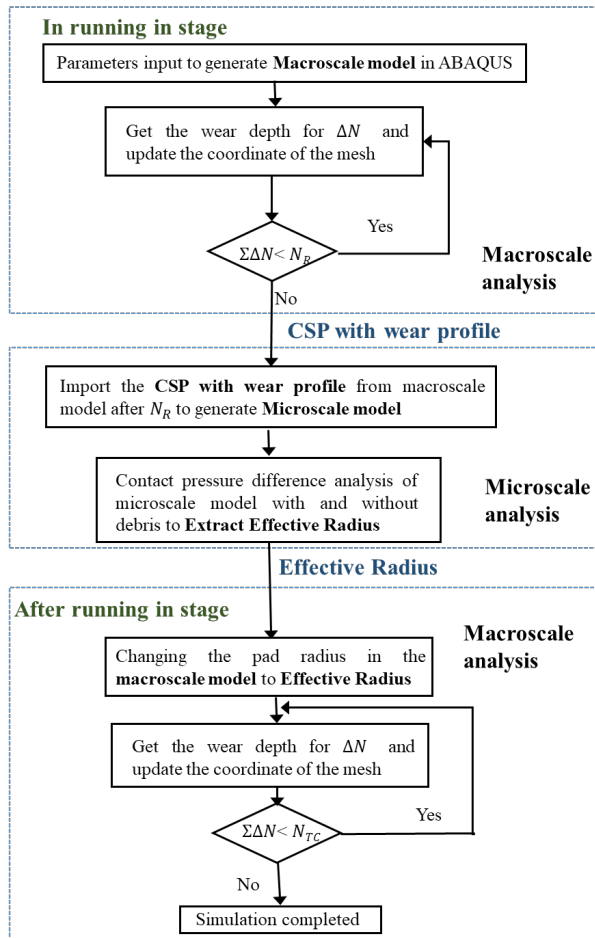 In running in stage
Parameters input to generate Macroscale model in ABAQUS
Get the wear depth for ΔN and
update the coordinate of the mesh
Yes
ΣΔN< N_R
Macroscale
analysis
No
CSP with wear profile
Import the CSP with wear profile from macroscale
model after N_R to generate Microscale model
Contact pressure difference analysis of
microscale model with and without
debris to Extract Effective Radius
Microscale
analysis
Effective Radius
After running in stage
Macroscale
analysis
Changing the pad radius in the
macroscale model to Effective Radius
Get the wear depth for ΔN and
update the coordinate of the mesh
Yes
ΣΔN< N_TC
No
Simulation completed